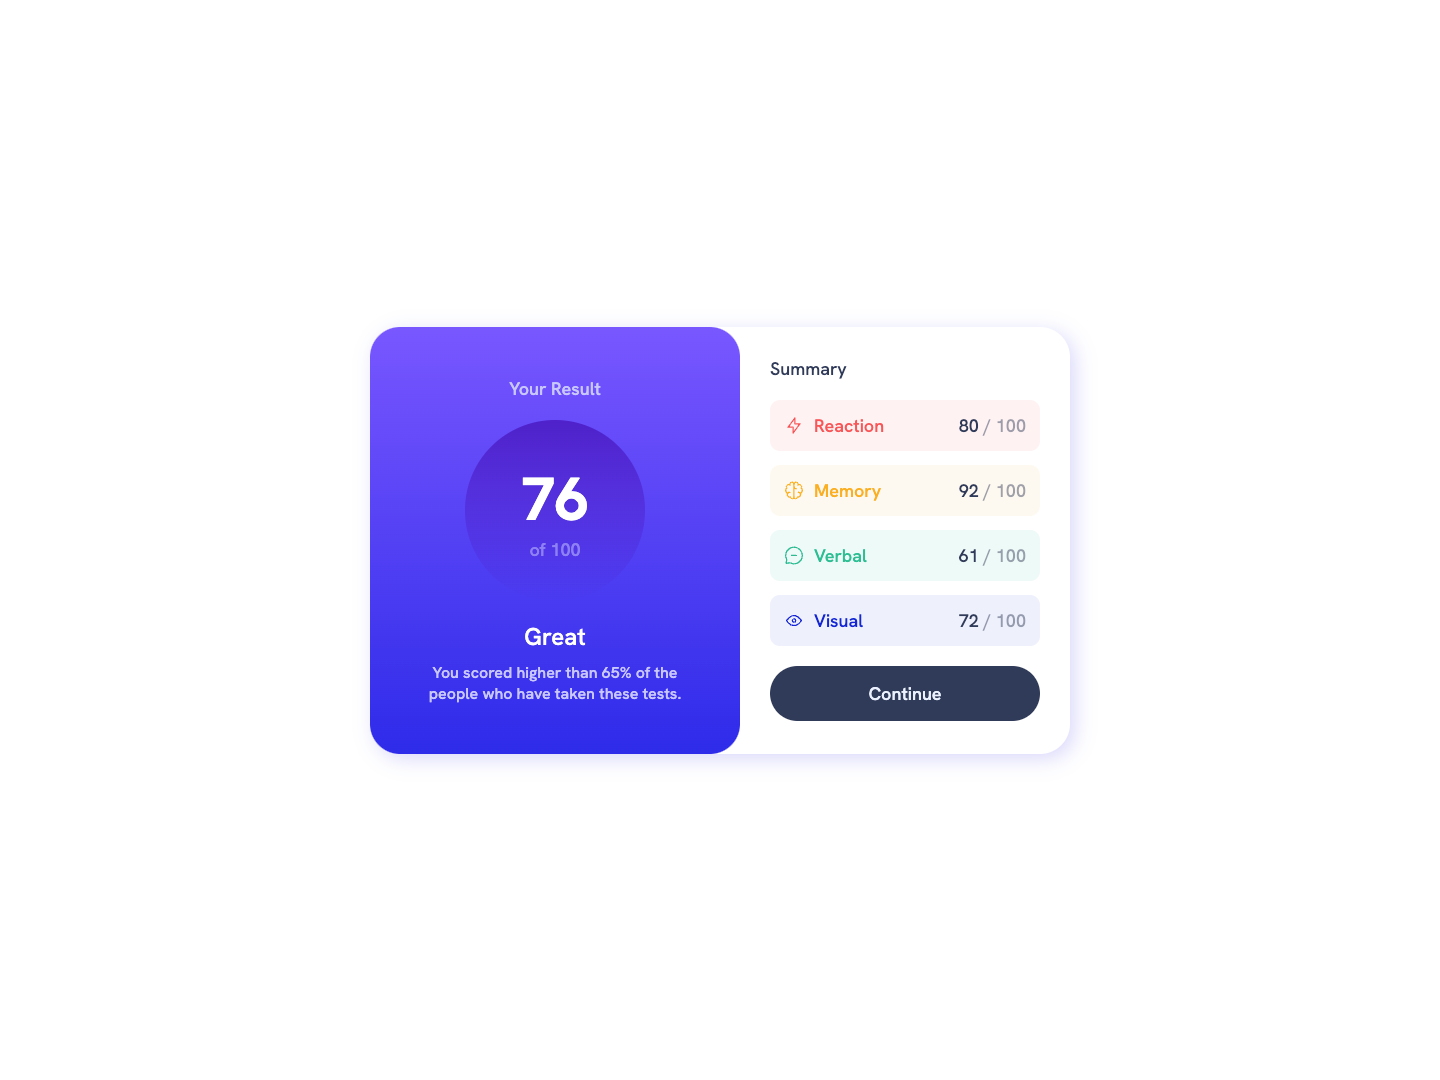 Your Result
76
of 100
Great
You scored higher than 65% of the
people who have taken these tests.
Summary
Reaction 80 / 100
Memory 92 / 100
Verbal 61 / 100
Visual 72 / 100
Continue